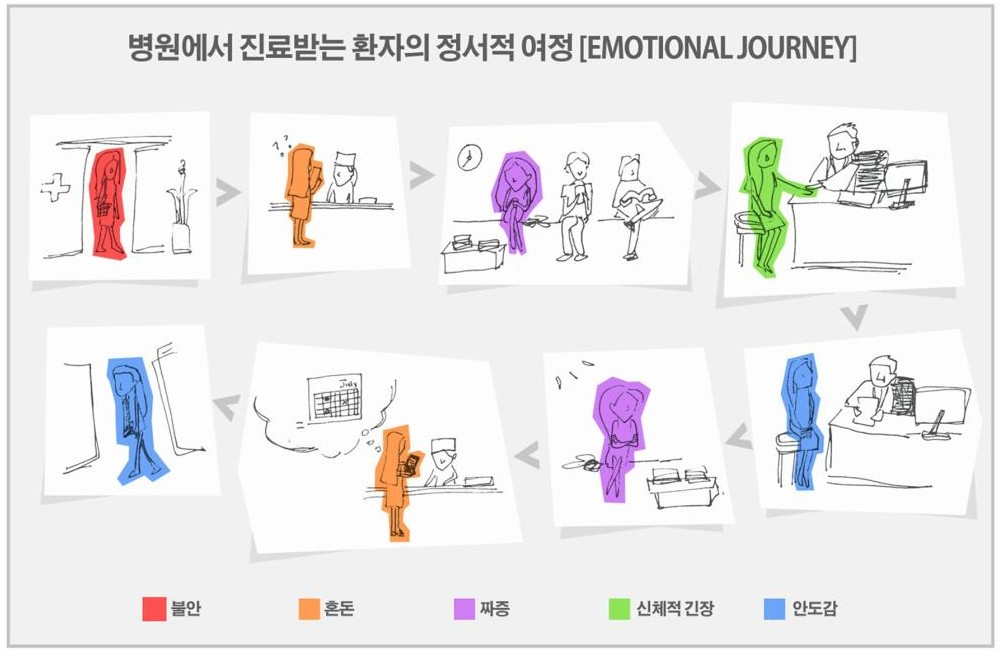 병원에서 진료받는 환자의 정서적 여정 [EMOTIONAL JOURNEY]
? ?
July
불안
혼돈
짜증
신체적 긴장
안도감